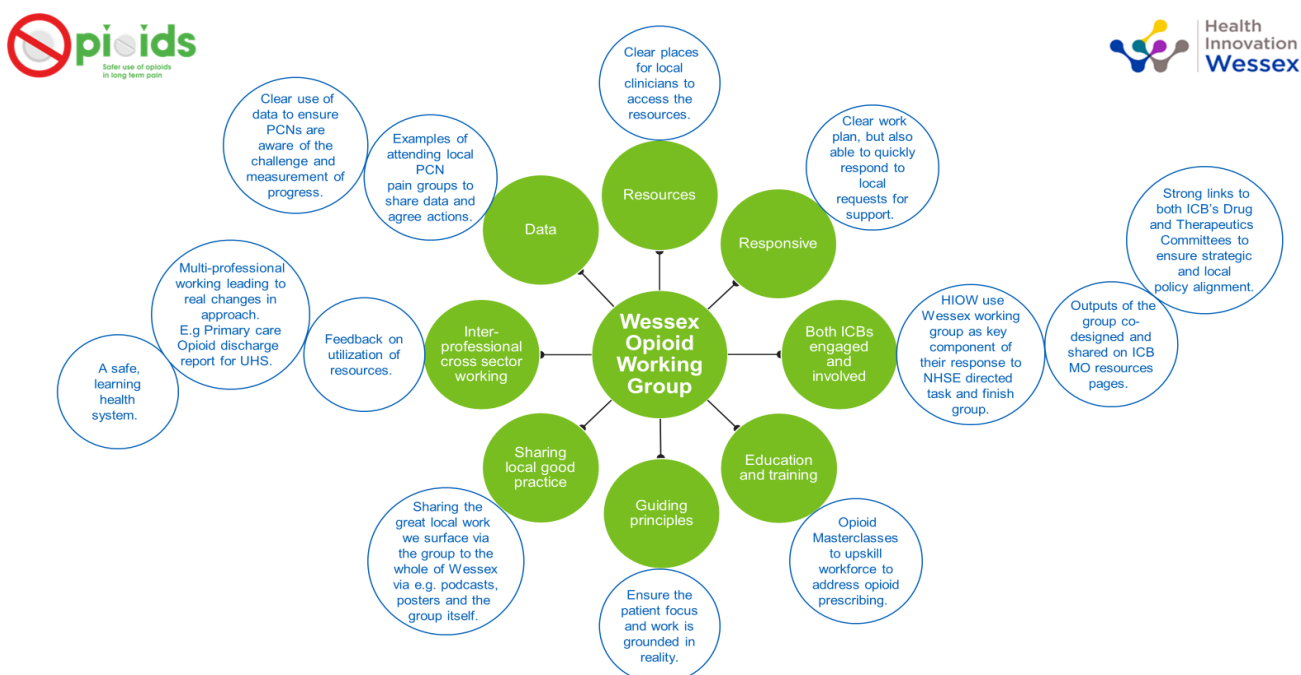 Opioids
Safer use of opioids
in long term pain
Health
Innovation
Wessex
Clear places
for local
clinicians to
access the
resources.
Clear use of
data to ensure
PCNs are
aware of the
challenge and
measurement of
progress.
Examples of
attending local
PCN
pain groups to
share data and
agree actions.
Data
Resources
Responsive
Clear work
plan, but also
able to quickly
respond to
local
requests for
support.
Strong links to
both ICB's Drug
and Therapeutics
Committees to
ensure strategic
and local
policy alignment.
Multi-professional
working leading to
real changes in
approach.
E.g Primary care
Opioid discharge
report for UHS.
A safe,
learning
health
system.
Feedback on
utilization of
resources.
Inter-
professional
cross sector
working
Wessex
Opioid
Working
Group
Both ICBs
engaged
and
involved
HIOW use
Wessex working
group as key
component of
their response to
NHSE directed
task and finish
group.
Outputs of the
group co-
designed and
shared on ICB
MO resources
pages.
Sharing
local good
practice
Guiding
principles
Education
and training
Sharing the
great local work
we surface via
the group to the
whole of Wessex
via e.g. podcasts,
posters and the
group itself.
Ensure the
patient focus
and work is
grounded in
reality.
Opioid
Masterclasses
to upskill
workforce to
address opioid
prescribing.